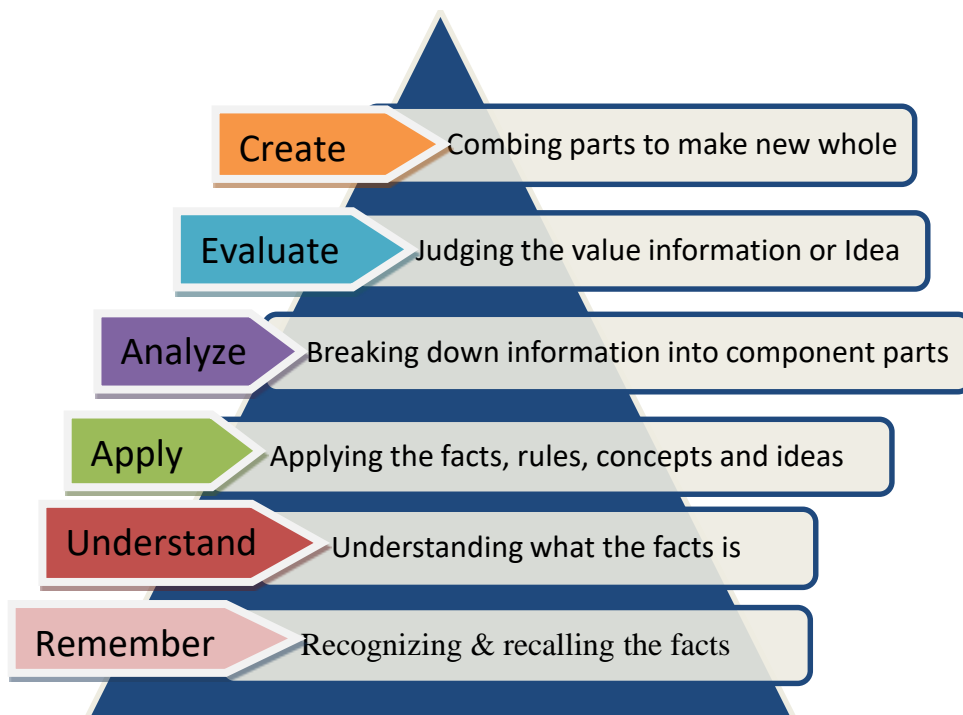 Create
Combing parts to make new whole
Evaluate
Judging the value information or Idea
Analyze
Breaking down information into component parts
Apply
Applying the facts, rules, concepts and ideas
Understand
Understanding what the facts is
Remember
Recognizing & recalling the facts